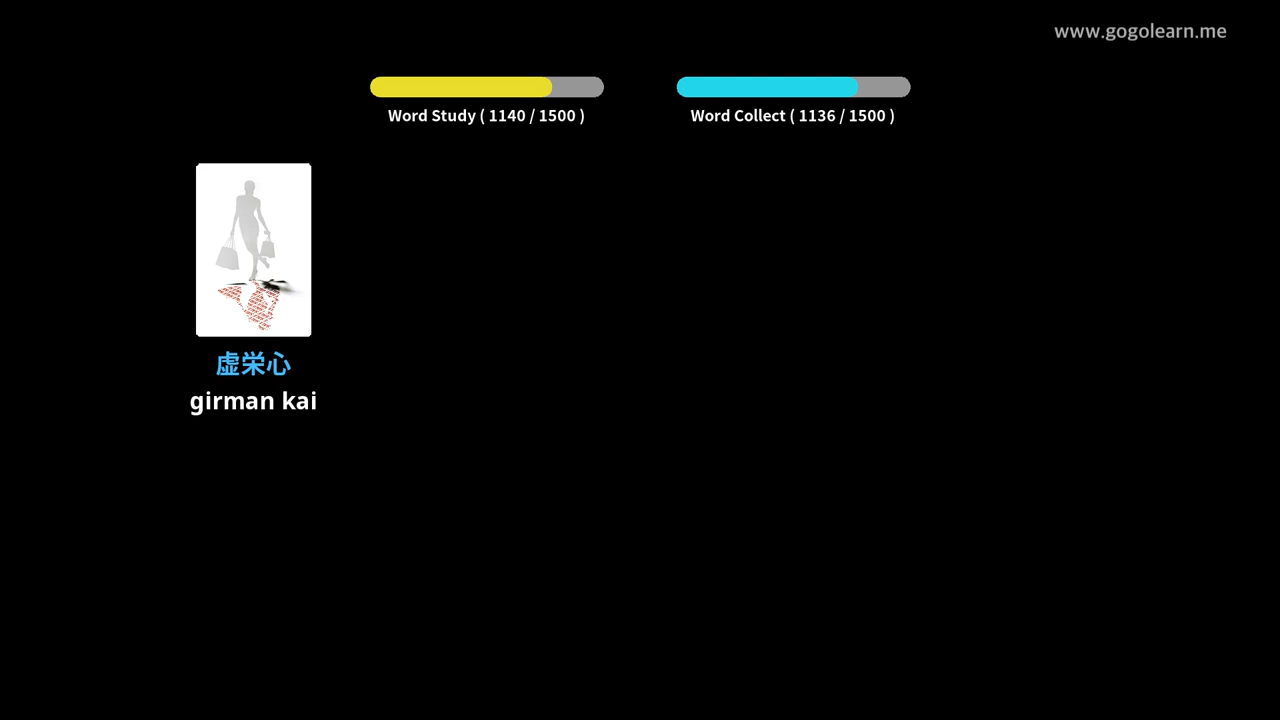 www.gogolearn.me
Word Study ( 1140 / 1500 )
Word Collect ( 1136 / 1500 )
虚栄心
girman kai